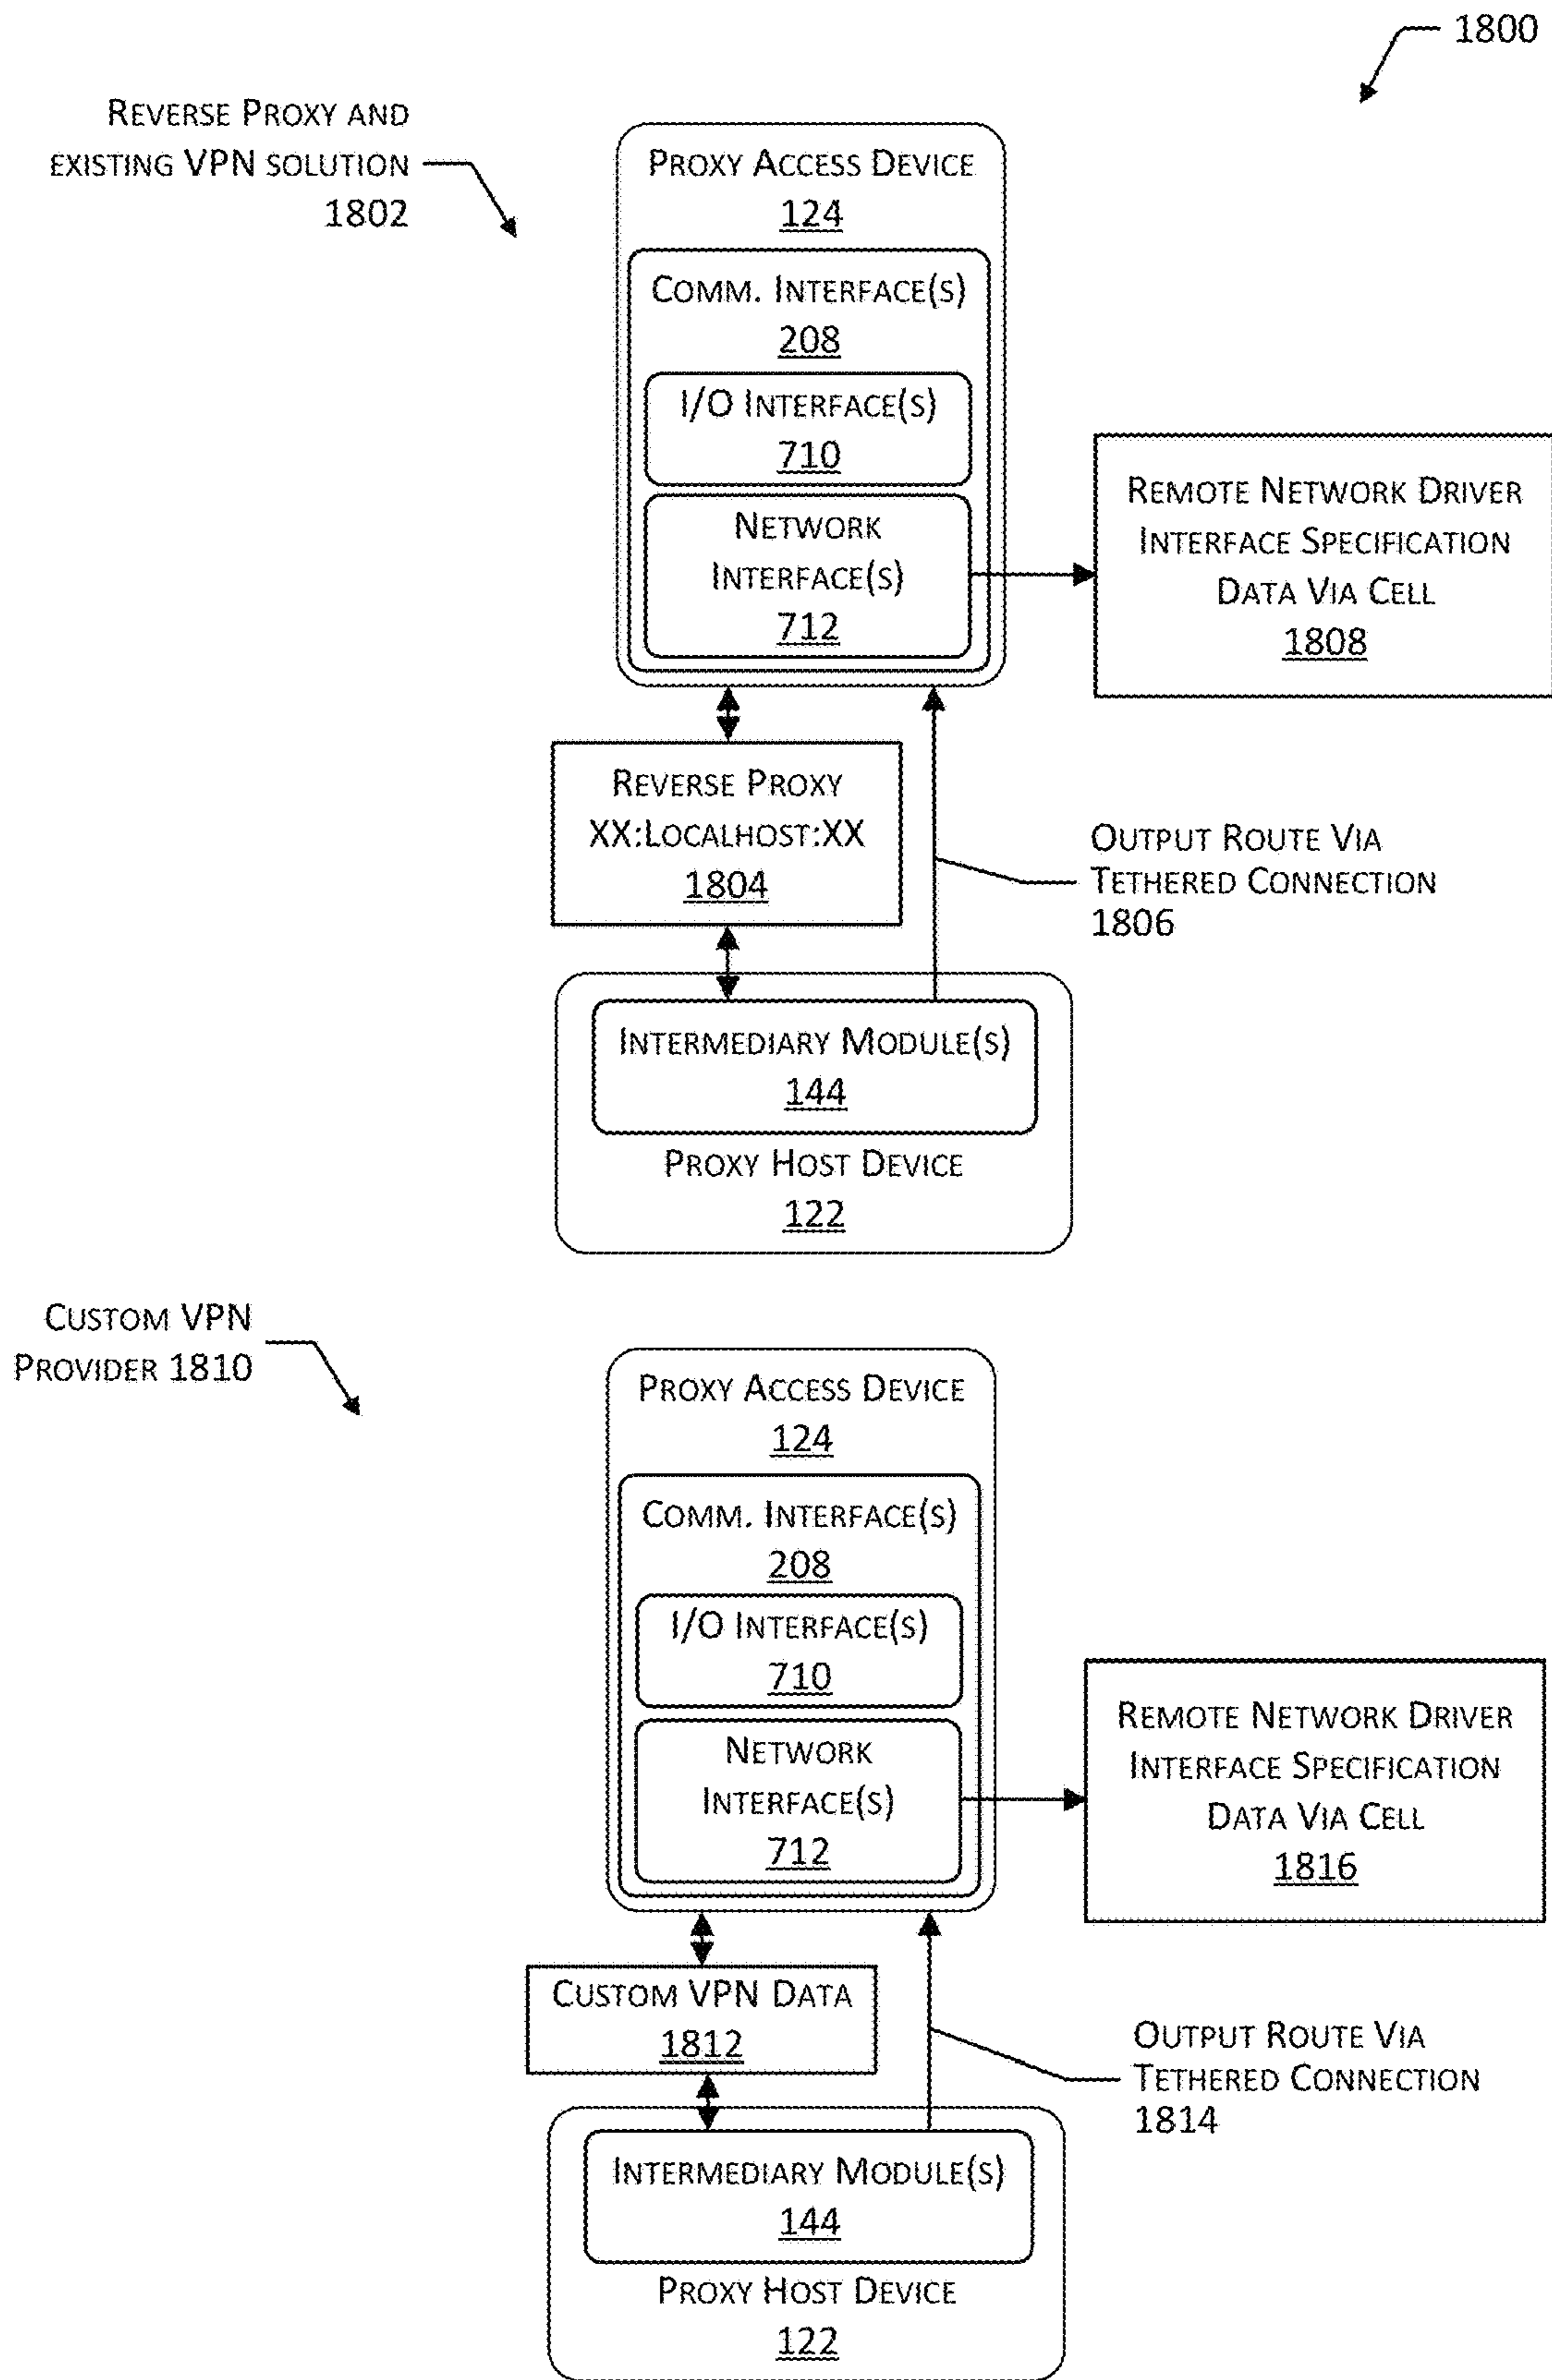 1800
Reverse Proxy and
existing VPN solution
1802
Proxy Access Device
124
Comm. Interface(s)
208
I/O Interface(s)
710
Network
Interface(s)
712
Remote Network Driver
Interface Specification
Data Via Cell
1808
Reverse Proxy
XX:Localhost:XX
1804
Output Route Via
Tethered Connection
1806
Intermediary Module(s)
144
Proxy Host Device
122
Custom VPN
Provider 1810
Proxy Access Device
124
Comm. Interface(s)
208
I/O Interface(s)
710
Network
Interface(s)
712
Remote Network Driver
Interface Specification
Data Via Cell
1816
Custom VPN Data
1812
Output Route Via
Tethered Connection
1814
Intermediary Module(s)
144
Proxy Host Device
122